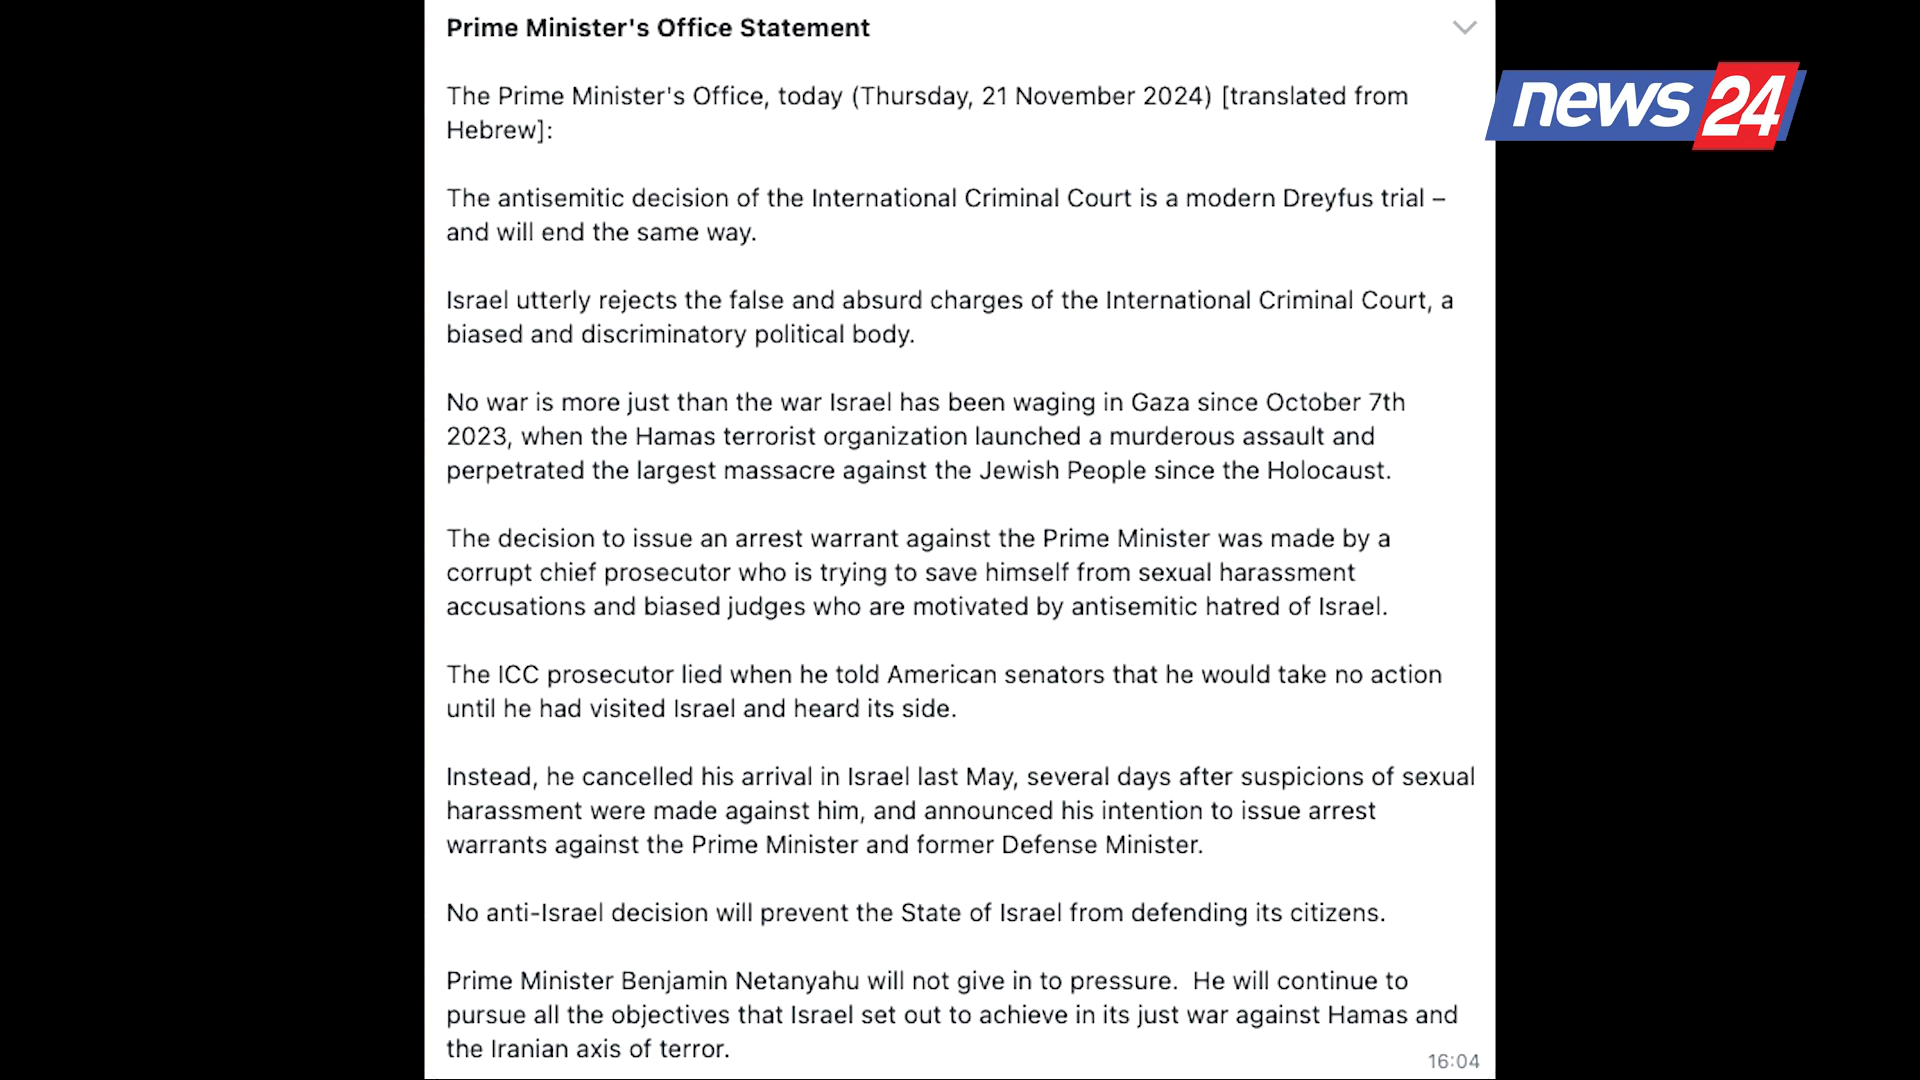 Prime Minister's Office Statement
The Prime Minister's Office, today (Thursday, 21 November 2024) [translated from
Hebrew]:
The antisemitic decision of the International Criminal Court is a modern Dreyfus trial –
and will end the same way.
Israel utterly rejects the false and absurd charges of the International Criminal Court, a
biased and discriminatory political body.
No war is more just than the war Israel has been waging in Gaza since October 7th
2023, when the Hamas terrorist organization launched a murderous assault and
perpetrated the largest massacre against the Jewish People since the Holocaust.
The decision to issue an arrest warrant against the Prime Minister was made by a
corrupt chief prosecutor who is trying to save himself from sexual harassment
accusations and biased judges who are motivated by antisemitic hatred of Israel.
The ICC prosecutor lied when he told American senators that he would take no action
until he had visited Israel and heard its side.
Instead, he cancelled his arrival in Israel last May, several days after suspicions of sexual
harassment were made against him, and announced his intention to issue arrest
warrants against the Prime Minister and former Defense Minister.
No anti-Israel decision will prevent the State of Israel from defending its citizens.
Prime Minister Benjamin Netanyahu will not give in to pressure.  He will continue to
pursue all the objectives that Israel set out to achieve in its just war against Hamas and
the Iranian axis of terror.
16:04
news 24